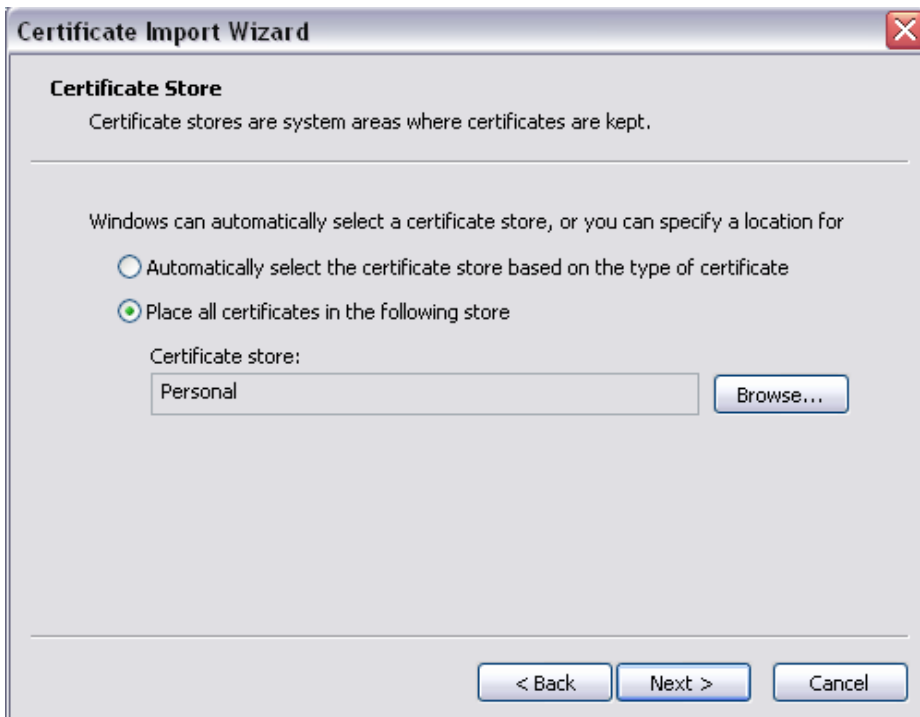 Certificate Import Wizard
Certificate Store
Certificate stores are system areas where certificates are kept.
Windows can automatically select a certificate store, or you can specify a location for
Automatically select the certificate store based on the type of certificate
Place all certificates in the following store
Certificate store:
Personal
Browse...
< Back
Next >
Cancel